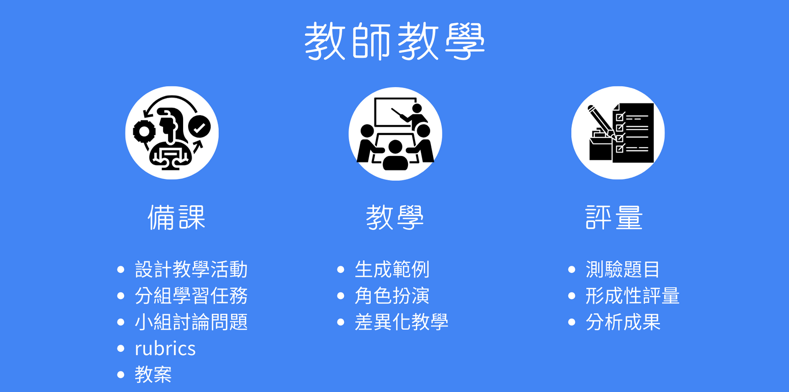 教師教學
備課
• 設計教學活動
• 分組學習任務
• 小組討論問題
• rubrics
• 教案
教學
• 生成範例
• 角色扮演
• 差異化教學
評量
• 測驗題目
• 形成性評量
• 分析成果